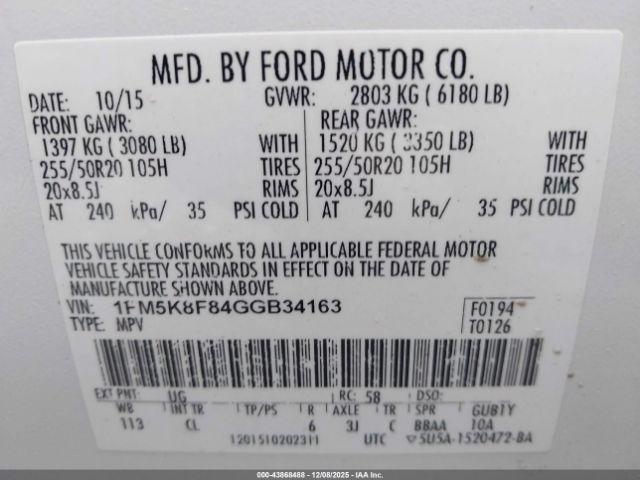 MFD. BY FORD MOTOR CO.
DATE: 10/15 GVWR: 2803 KG ( 6180 LB)
FRONT GAWR: REAR GAWR:
1397 KG ( 3080 LB) WITH 1520 KG ( 3350 LB) WITH
255/50R20 105H TIRES 255/50R20 105H TIRES
20x8.5J RIMS 20x8.5J RIMS
AT 240 kPa/ 35 PSI COLD AT 240 kPa/ 35 PSI COLD
THIS VEHICLE CONFORMS TO ALL APPLICABLE FEDERAL MOTOR
VEHICLE SAFETY STANDARDS IN EFFECT ON THE DATE OF
MANUFACTURE SHOWN ABOVE.
VIN: 1FM5K8F84GGB34163 F0194
TYPE: MPV T0126
EXT PNT: UG RC: 58 DSO:
WB INT TR TP/PS R AXLE TR SPR GUB1Y
113 CL 6 3J C BBAA 10A
1201510202311 UTC 5U5A-1520472-BA
000-43868488 - 12/08/2025 - IAAI.COM